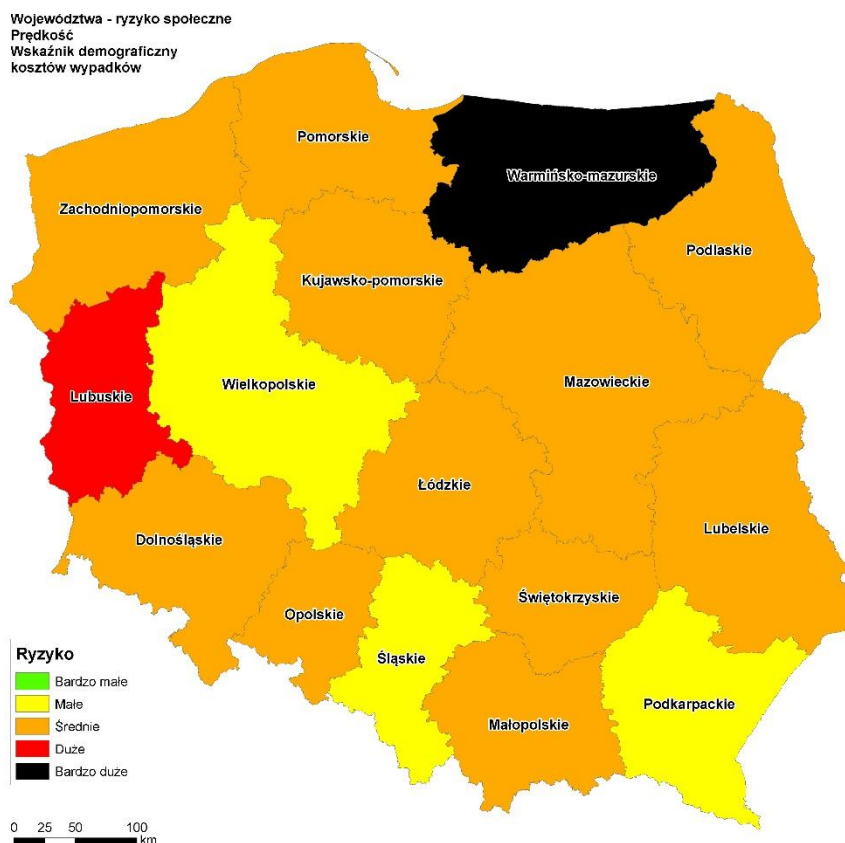 Województwa - ryzyko społeczne
Prędkość
Wskaźnik demograficzny
kosztów wypadków
Pomorskie
Warmińsko-mazurskie
Zachodniopomorskie
Podlaskie
Kujawsko-pomorskie
Mazowieckie
Wielkopolskie
Lubuskie
Łódzkie
Lubelskie
Dolnośląskie
Świętokrzyskie
Opolskie
Śląskie
Podkarpackie
Małopolskie
Ryzyko
Bardzo małe
Małe
Średnie
Duże
Bardzo duże
0 25 50 100
km